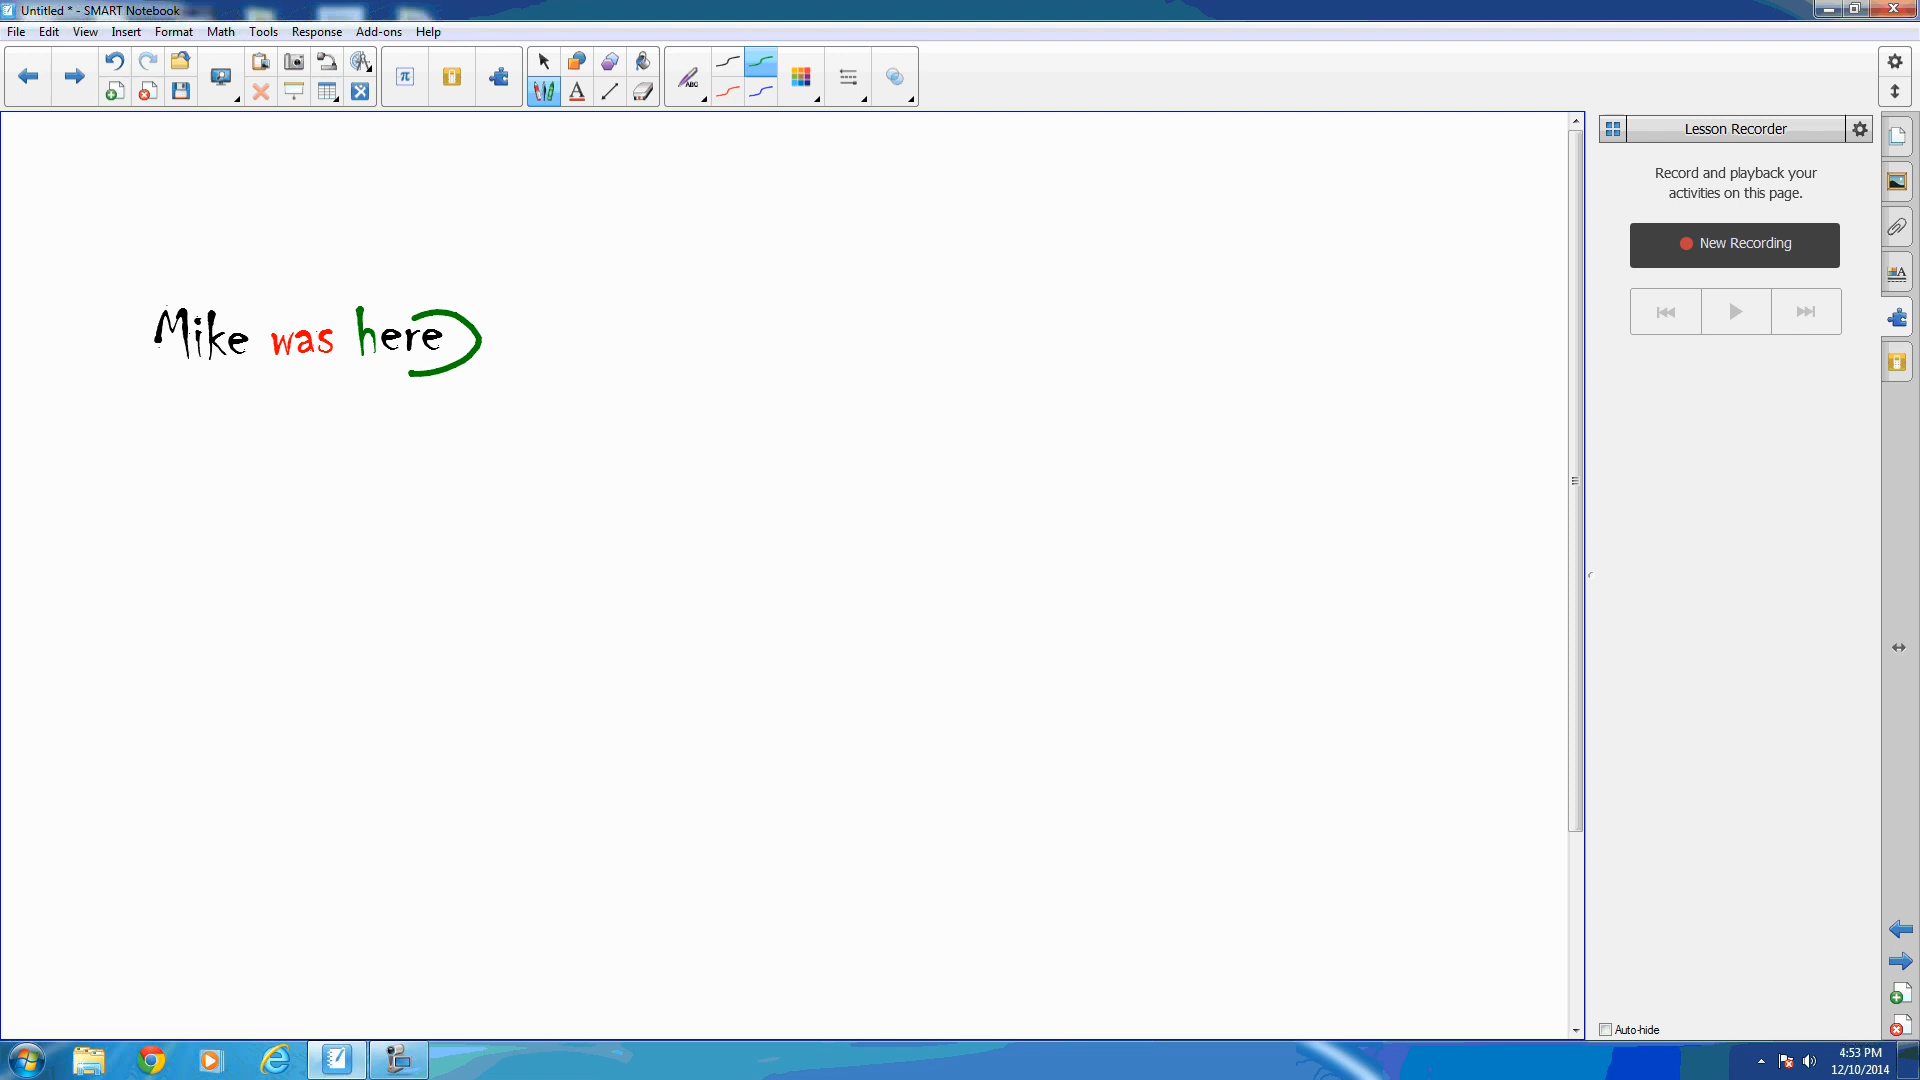 Untitled * - SMART Notebook
File Edit View Insert Format Math Tools Response Add-ons Help
π
A
ABC
Lesson Recorder
Record and playback your
activities on this page.
New Recording
A
Mike was here
Auto-hide
4:53 PM
12/10/2014